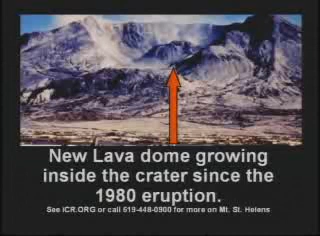 New Lava dome growing
inside the crater since the
1980 eruption.
See ICR.ORG or call 619-448-0900 for more on Mt. St. Helens